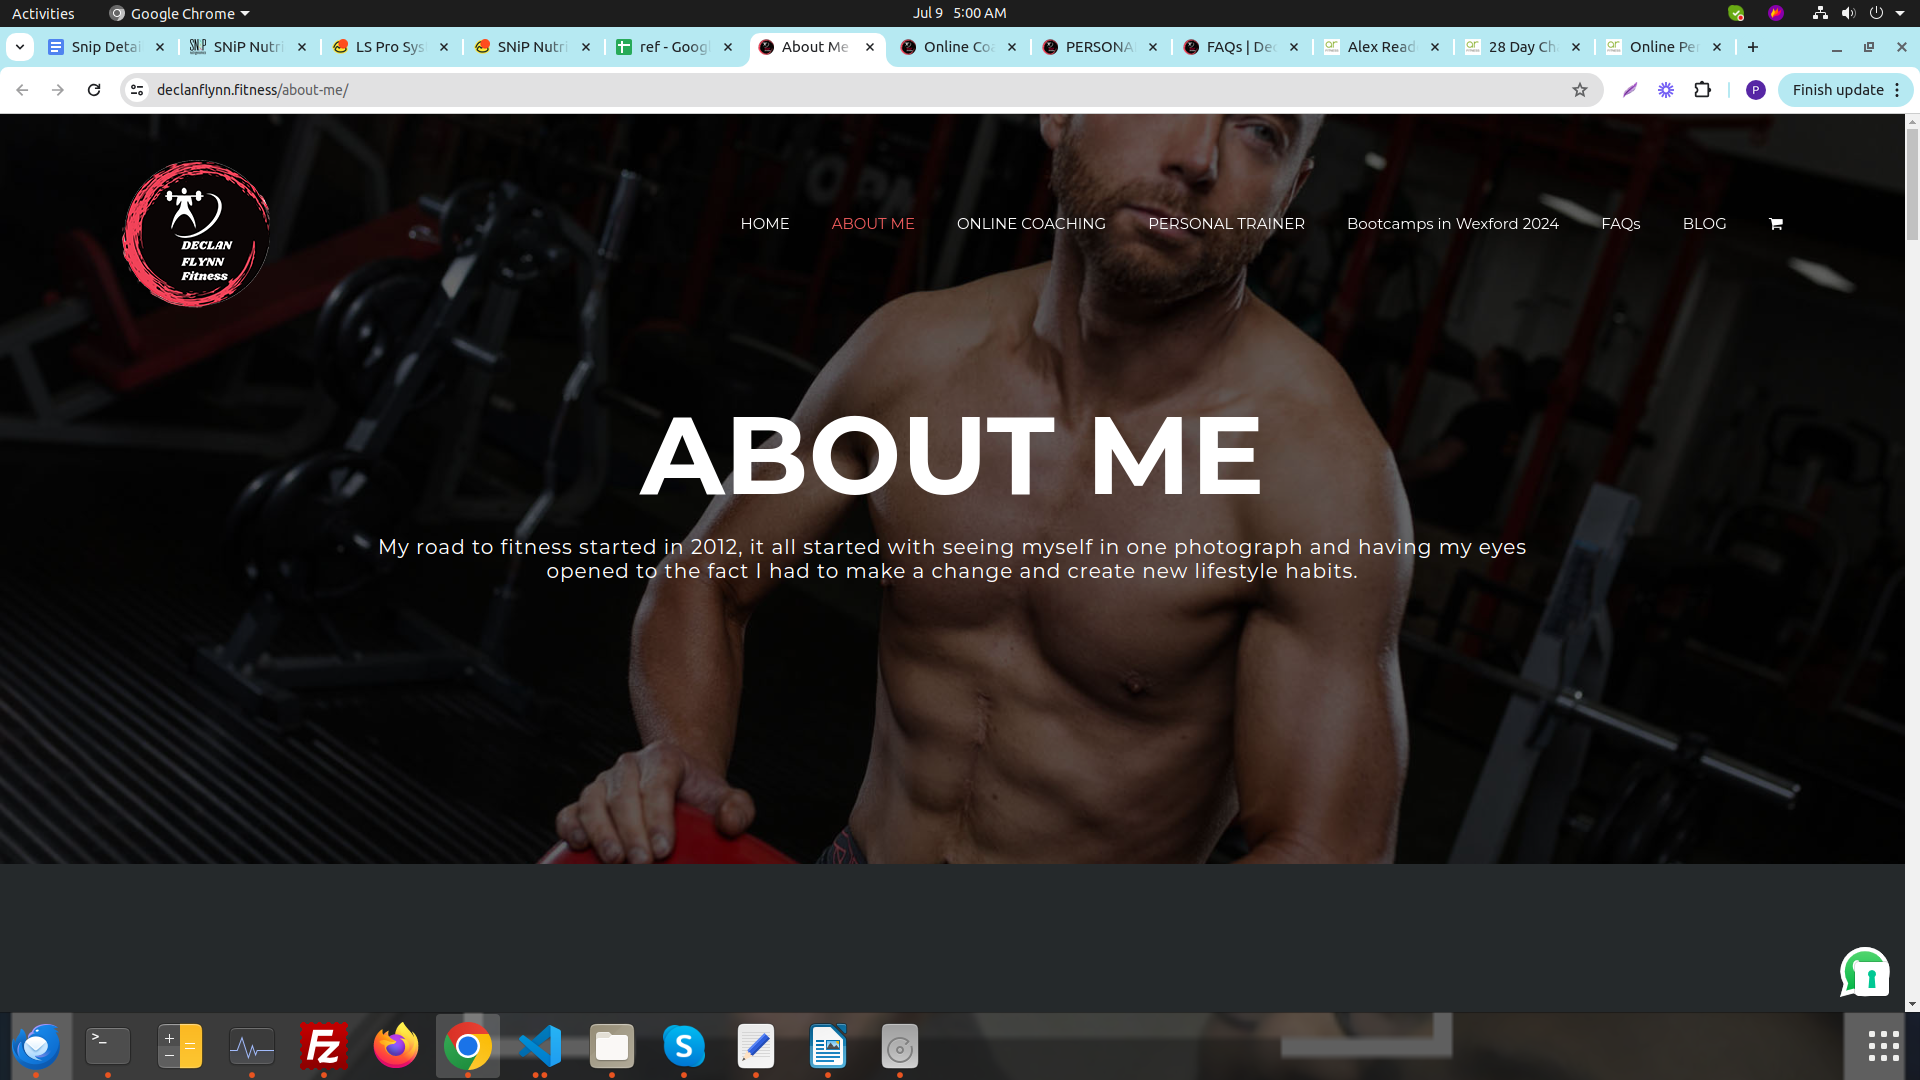 Activities
Google Chrome
Jul 9 5:00 AM
Snip Detai
SNiP Nutri
LS Pro Sys
SNiP Nutri
ref - Goog
About Me
Online Co
PERSONA
FAQs | De
Alex Read
28 Day Ch
Online Per
declanflynn.fitness/about-me/
P
Finish update
DECLAN
FLYNN
Fitness
HOME
ABOUT ME
ONLINE COACHING
PERSONAL TRAINER
Bootcamps in Wexford 2024
FAQs
BLOG
ABOUT ME
My road to fitness started in 2012, it all started with seeing myself in one photograph and having my eyes
opened to the fact I had to make a change and create new lifestyle habits.